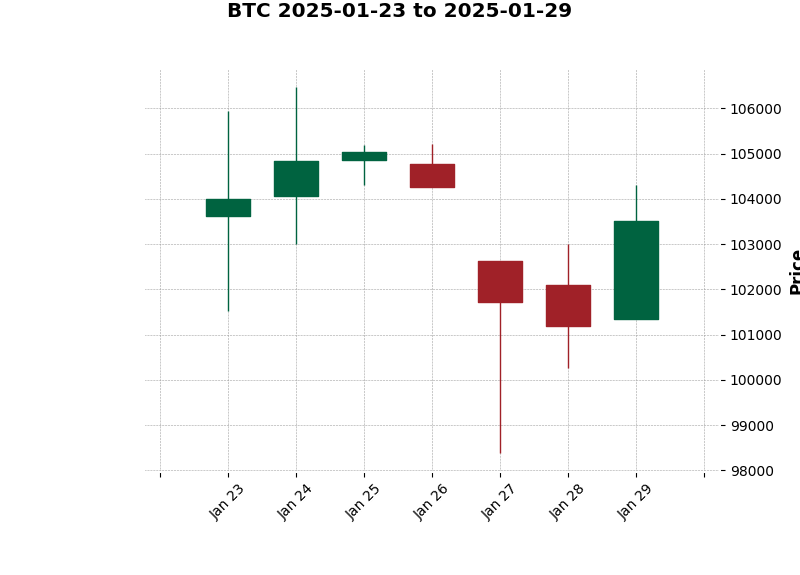 BTC 2025-01-23 to 2025-01-29
106000
105000
104000
103000
102000
101000
100000
99000
98000
Price
Jan 23
Jan 24
Jan 25
Jan 26
Jan 27
Jan 28
Jan 29